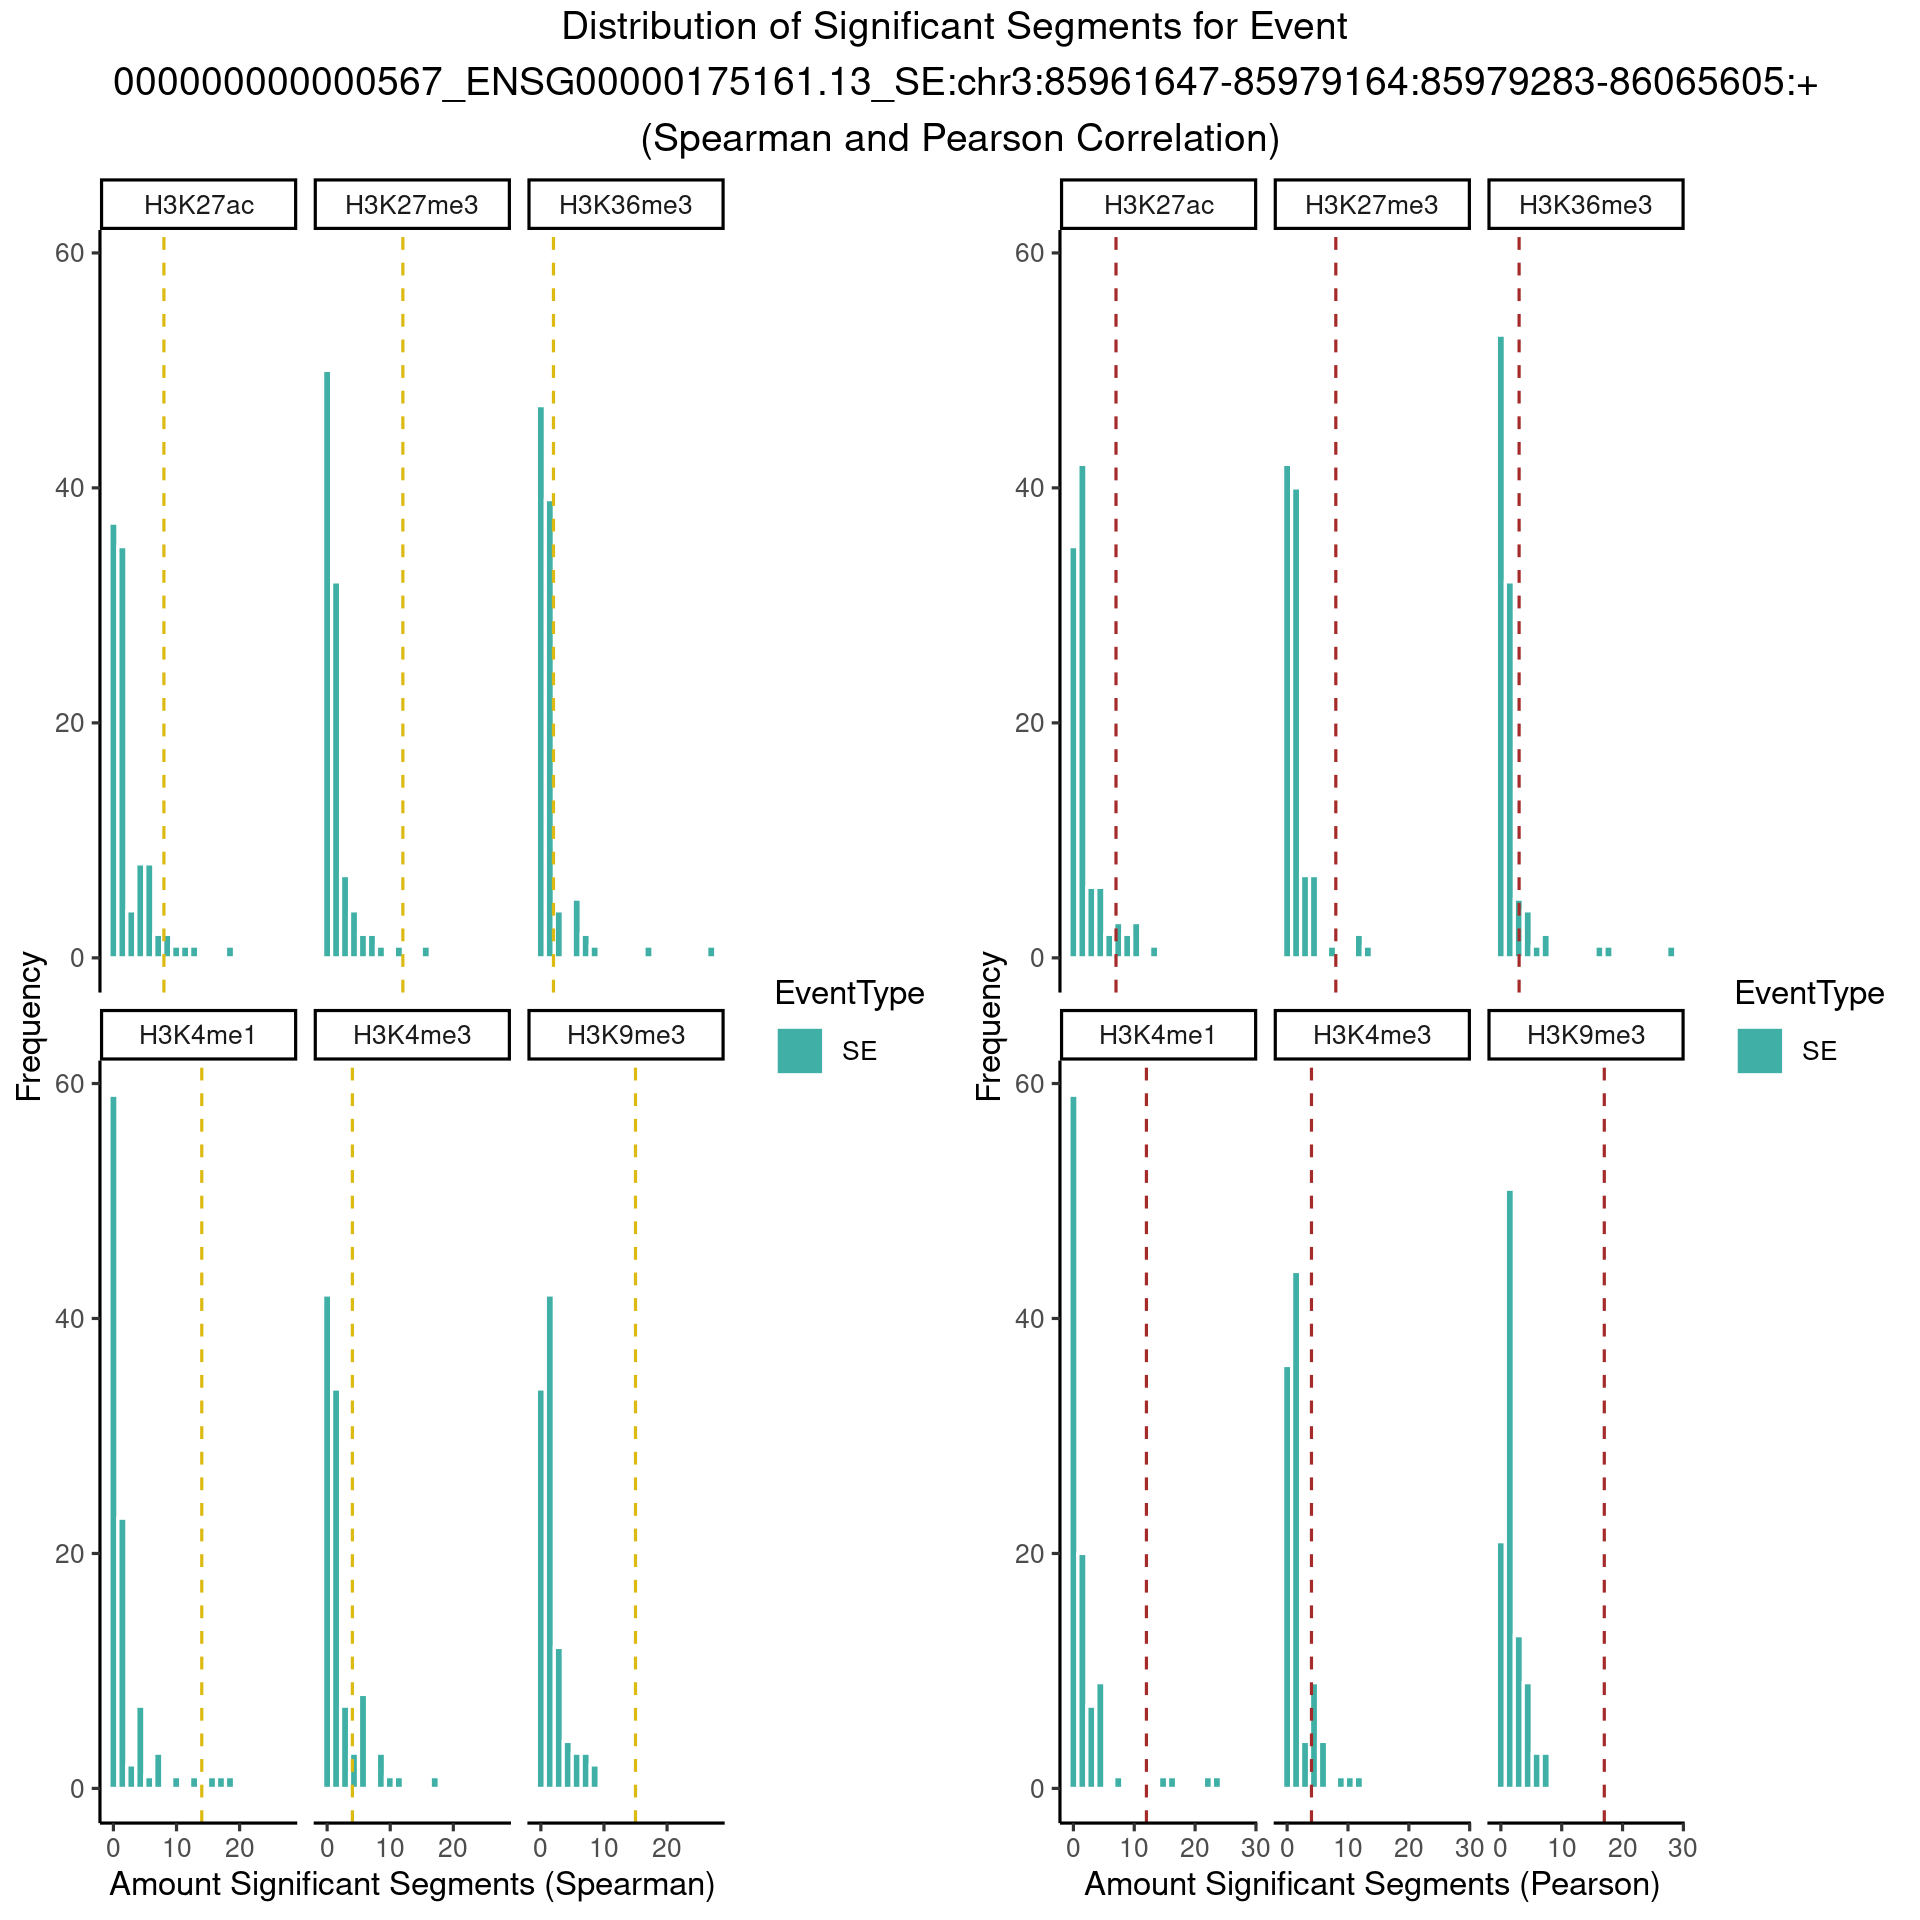 Distribution of Significant Segments for Event
000000000000567_ENSG00000175161.13_SE:chr3:85961647-85979164:85979283-86065605:+
(Spearman and Pearson Correlation)
H3K27ac H3K27me3 H3K36me3
60
40
20
0
H3K4me1 H3K4me3 H3K9me3
60
40
20
0
0 10 20 0 10 20 0 10 20
Frequency
Amount Significant Segments (Spearman)
EventType
SE
H3K27ac H3K27me3 H3K36me3
60
40
20
0
H3K4me1 H3K4me3 H3K9me3
60
40
20
0
0 10 20 30 0 10 20 30 0 10 20 30
Frequency
Amount Significant Segments (Pearson)
EventType
SE